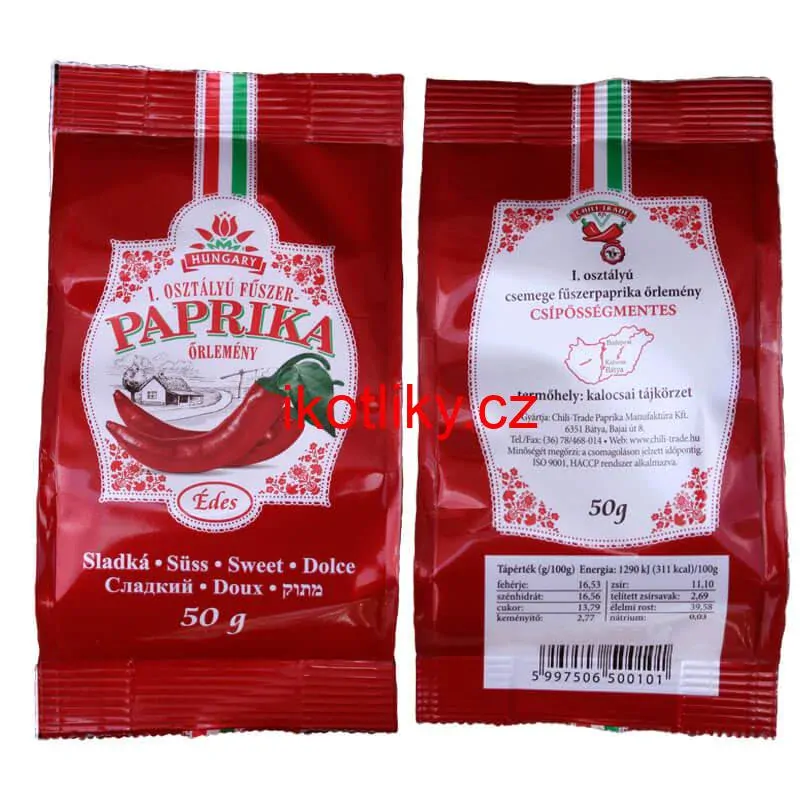 HUNGARY
I. OSZTÁLYÚ FŰSZER-
PAPRIKA
ŐRLEMÉNY
Édes
Sladká • Süss • Sweet • Dolce
Сладкий • Doux • מתוק
50 g
ikotliky.cz
CHILI-TRADE
I. osztályú
csemege fűszerpaprika őrlemény
CSÍPŐSSÉGMENTES
Budapest
Kalocsa
Bátya
termőhely: kalocsai tájkörzet
Gyártja: Chili-Trade Paprika Manufaktúra Kft.
6351 Bátya, Bajai út 8.
Tel./Fax: (36) 78/468-014 • Web: www.chili-trade.hu
Minőségét megőrzi: a csomagoláson jelzett időpontig.
ISO 9001, HACCP rendszer alkalmazva.
50g
Tápérték (g/100g) Energia: 1290 kJ (311 kcal)/100g
fehérje: 16,53 zsír: 11,10
szénhidrát: 16,56 telített zsírsavak: 2,69
cukor: 13,79 élelmi rost: 39,58
keményítő: 2,77 nátrium: 0,03
5 997506 500101